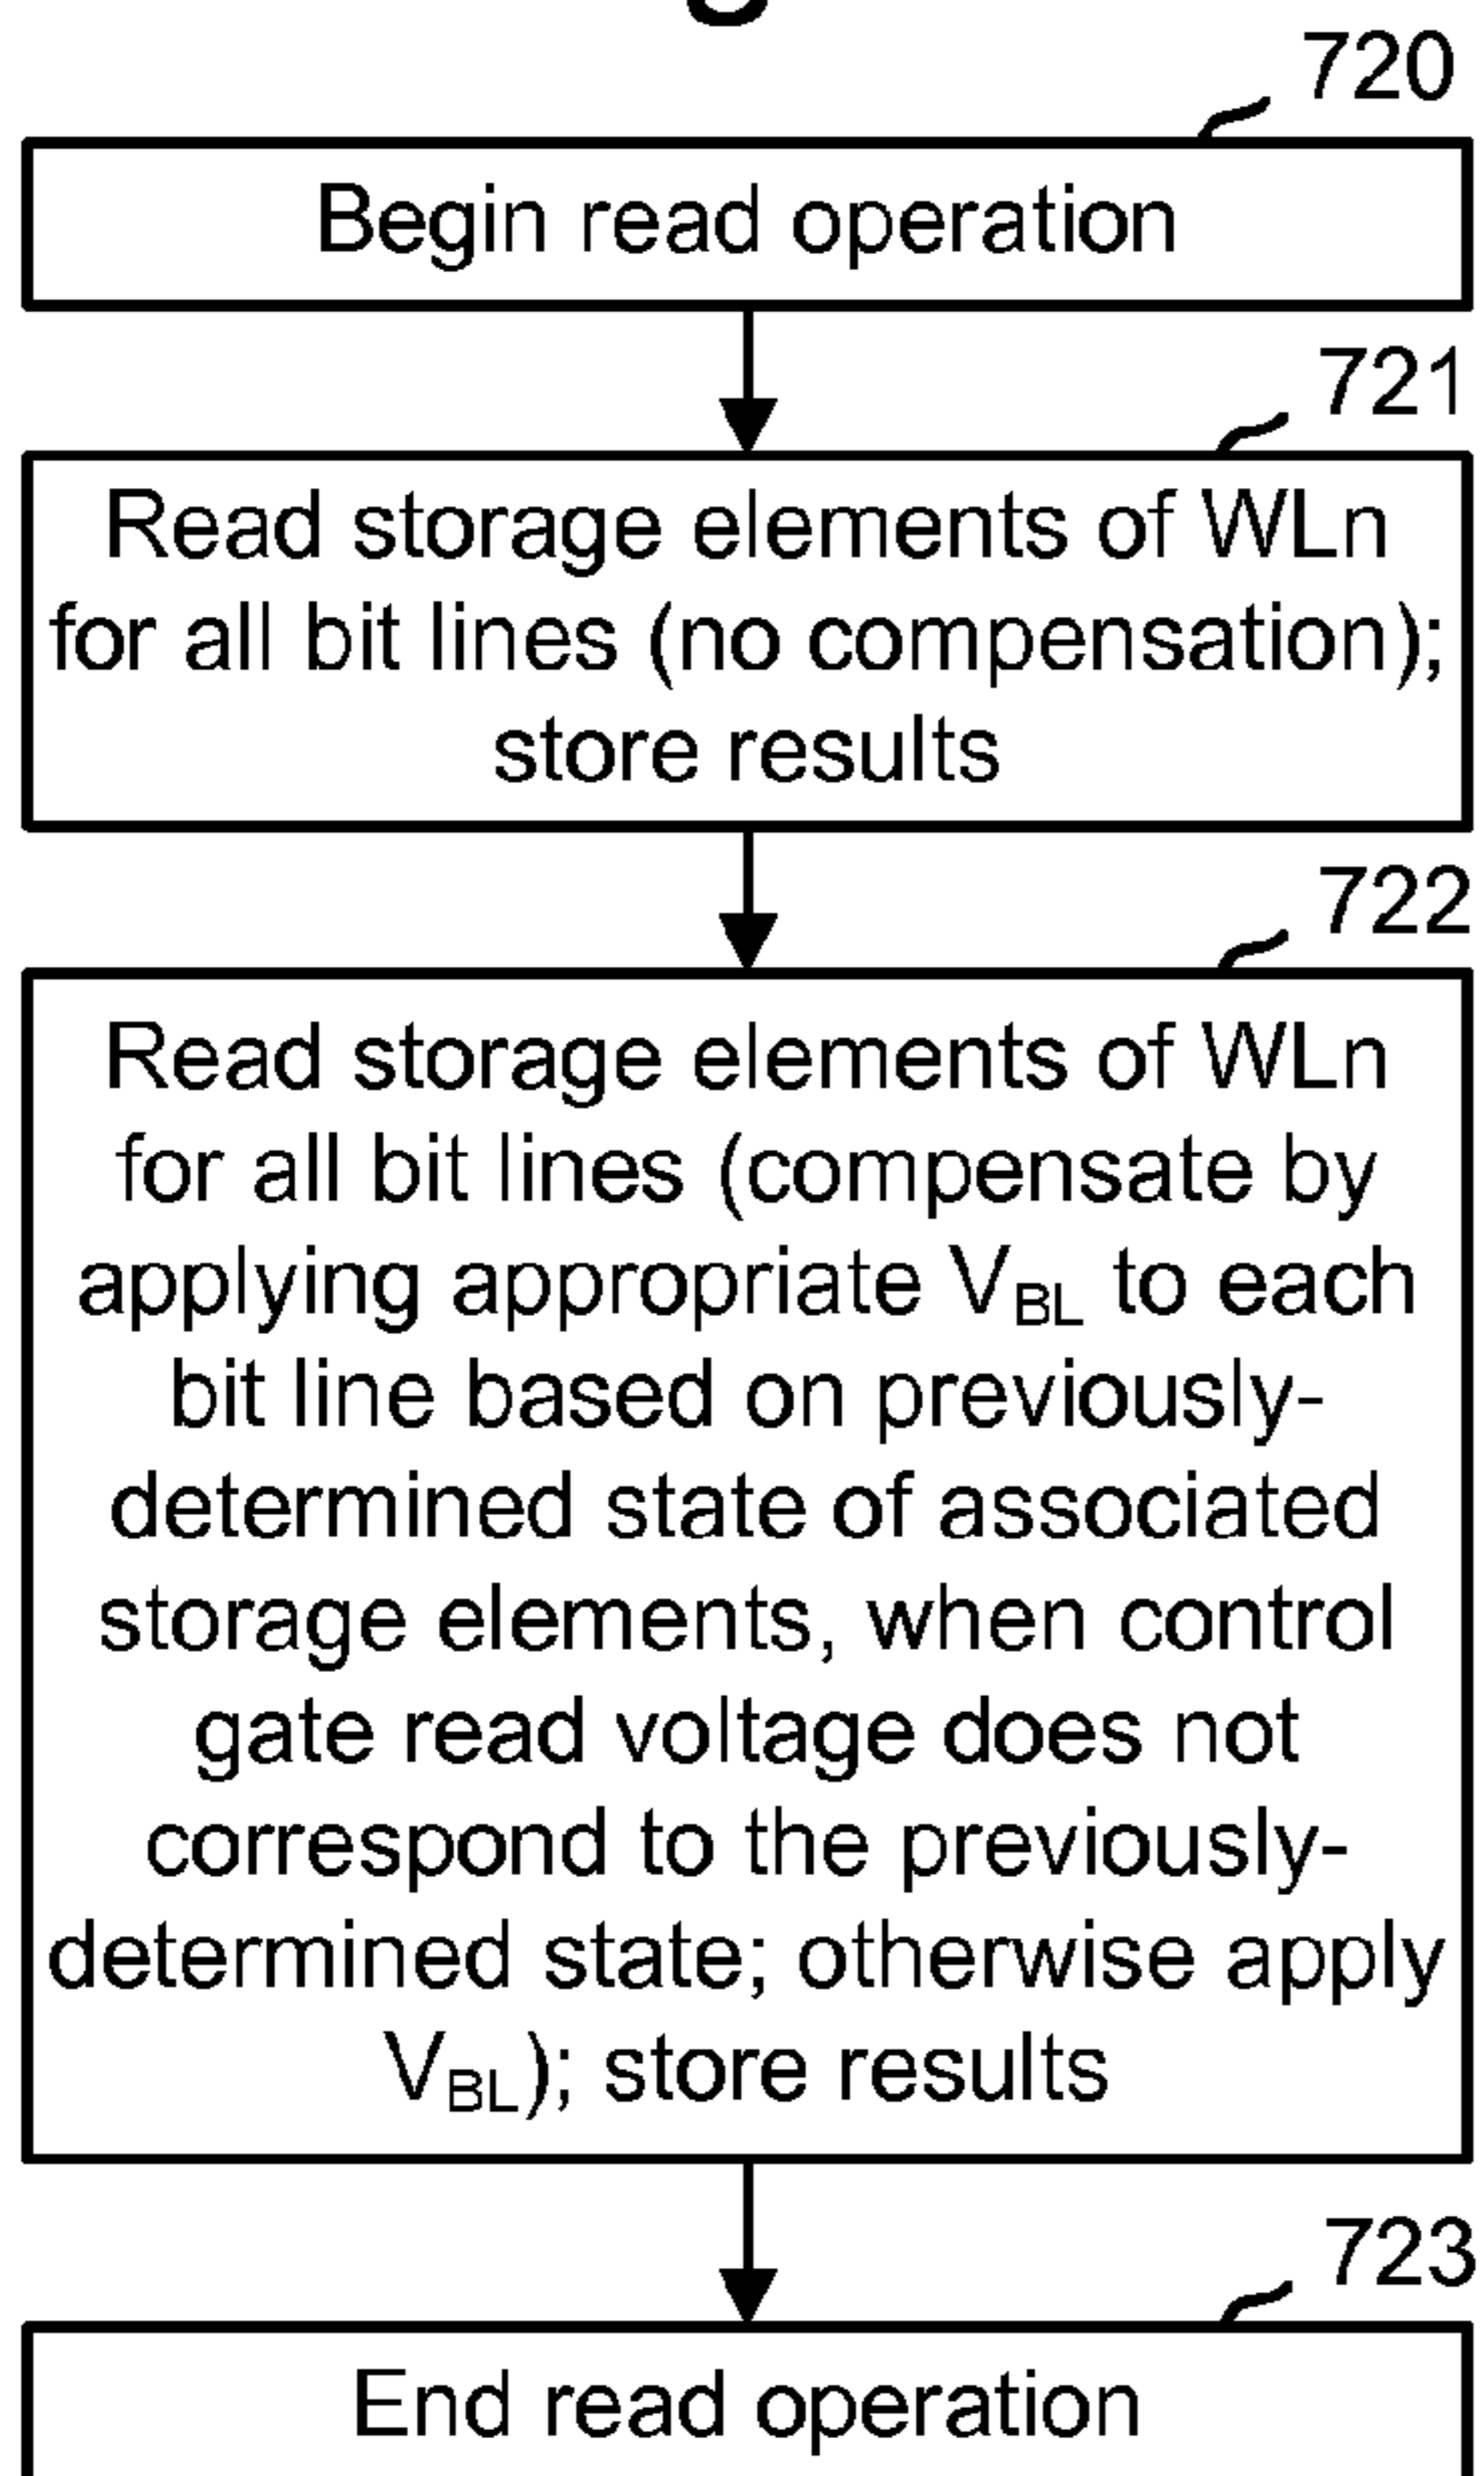 720
Begin read operation
721
Read storage elements of WLn
for all bit lines (no compensation);
store results
722
Read storage elements of WLn
for all bit lines (compensate by
applying appropriate VBL to each
bit line based on previously-
determined state of associated
storage elements, when control
gate read voltage does not
correspond to the previously-
determined state; otherwise apply
VBL); store results
723
End read operation